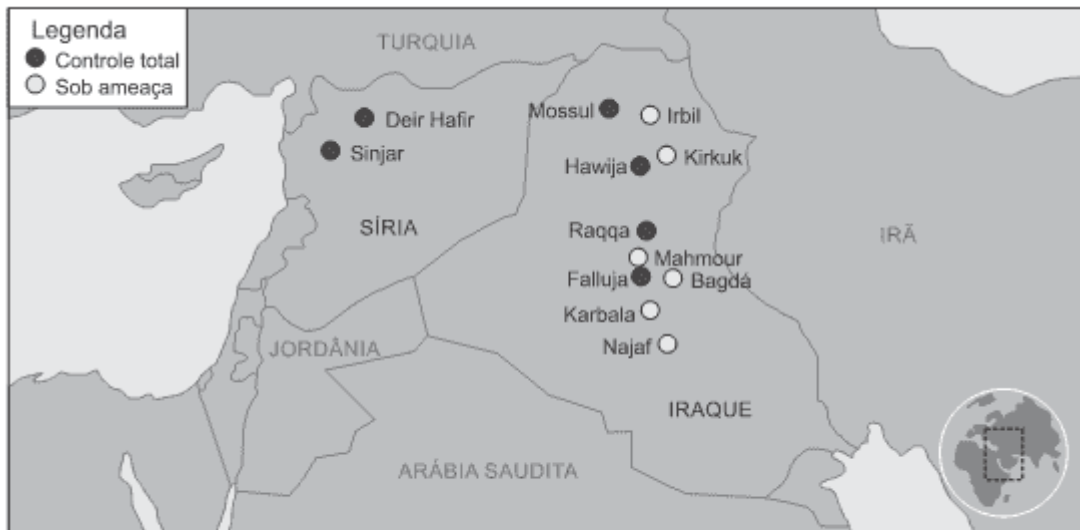 Legenda
Controle total
Sob ameaça
TURQUIA
Mossul
Irbil
Deir Hafir
Sinjar
Kirkuk
Hawija
SÍRIA
Raqqa
IRÃ
Mahmour
Falluja
Bagdá
Karbala
Najaf
JORDÂNIA
IRAQUE
ARÁBIA SAUDITA